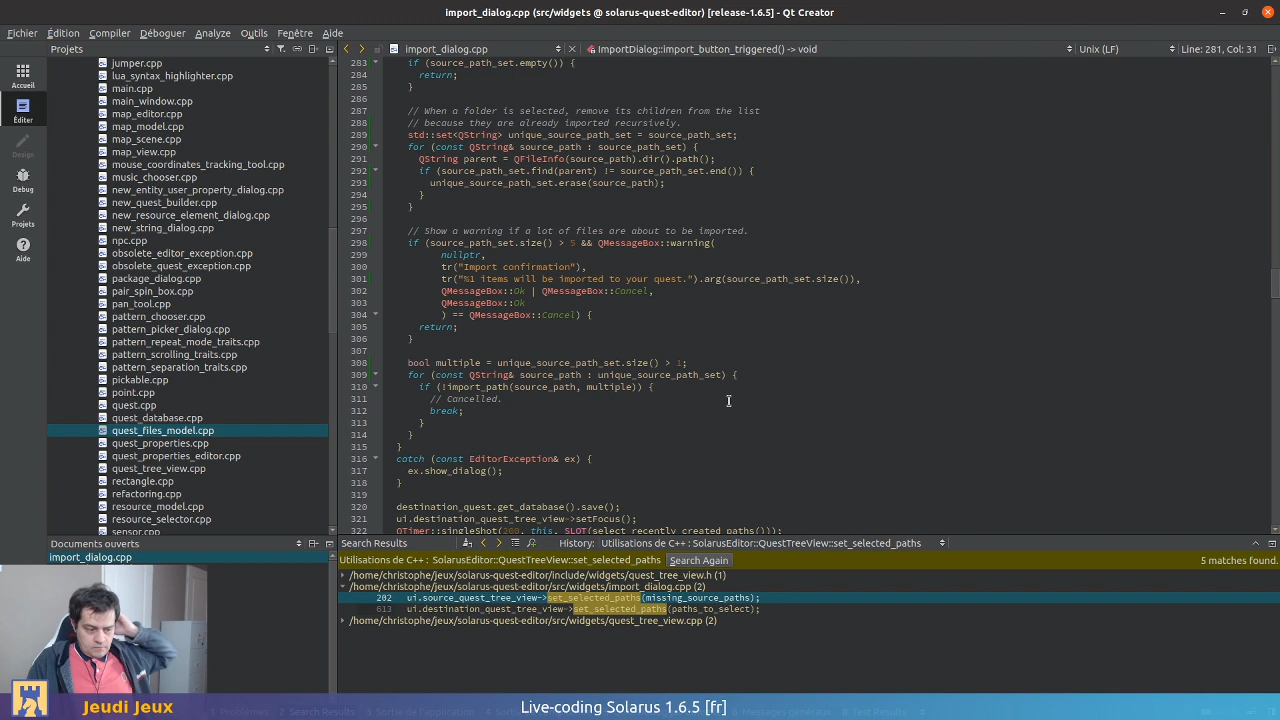 import_dialog.cpp (src/widgets @ solarus-quest-editor) [release-1.6.5] - Qt Creator
Fichier Édition Compiler Déboguer Analyze Outils Fenêtre Aide
Projets
import_dialog.cpp
ImportDialog::import_button_triggered() -> void
Unix (LF)
Line: 281, Col: 31
Accueil
Éditer
Design
Debug
Projets
Aide
jumper.cpp
lua_syntax_highlighter.cpp
main.cpp
main_window.cpp
map_editor.cpp
map_model.cpp
map_scene.cpp
map_view.cpp
mouse_coordinates_tracking_tool.cpp
music_chooser.cpp
new_entity_user_property_dialog.cpp
new_quest_builder.cpp
new_resource_element_dialog.cpp
new_string_dialog.cpp
npc.cpp
obsolete_editor_exception.cpp
obsolete_quest_exception.cpp
package_dialog.cpp
pair_spin_box.cpp
pan_tool.cpp
pattern_chooser.cpp
pattern_picker_dialog.cpp
pattern_repeat_mode_traits.cpp
pattern_scrolling_traits.cpp
pattern_separation_traits.cpp
pickable.cpp
point.cpp
quest.cpp
quest_database.cpp
quest_files_model.cpp
quest_properties.cpp
quest_properties_editor.cpp
quest_tree_view.cpp
rectangle.cpp
refactoring.cpp
resource_model.cpp
resource_selector.cpp
sensor.cpp
Documents ouverts
import_dialog.cpp
283 if (source_path_set.empty()) {
284 return;
285 }
286
287 // When a folder is selected, remove its children from the list
288 // because they are already imported recursively.
289 std::set<QString> unique_source_path_set = source_path_set;
290 for (const QString& source_path : source_path_set) {
291 QString parent = QFileInfo(source_path).dir().path();
292 if (source_path_set.find(parent) != source_path_set.end()) {
293 unique_source_path_set.erase(source_path);
294 }
295 }
296
297 // Show a warning if a lot of files are about to be imported.
298 if (source_path_set.size() > 5 && QMessageBox::warning(
299 nullptr,
300 tr("Import confirmation"),
301 tr("%1 items will be imported to your quest.").arg(source_path_set.size()),
302 QMessageBox::Ok | QMessageBox::Cancel,
303 QMessageBox::Ok
304 ) == QMessageBox::Cancel) {
305 return;
306 }
307
308 bool multiple = unique_source_path_set.size() > 1;
309 for (const QString& source_path : unique_source_path_set) {
310 if (!import_path(source_path, multiple)) {
311 // Cancelled.
312 break;
313 }
314 }
315 }
316 catch (const EditorException& ex) {
317 ex.show_dialog();
318 }
319
320 destination_quest.get_database().save();
321 ui.destination_quest_tree_view->setFocus();
322 QTimer::singleShot(200, this, SLOT(select_recently_created_paths()));
Search Results
History: Utilisations de C++ : SolarusEditor::QuestTreeView::set_selected_paths
Utilisations de C++ : SolarusEditor::QuestTreeView::set_selected_paths Search Again 5 matches found.
/home/christophe/jeux/solarus-quest-editor/include/widgets/quest_tree_view.h (1)
/home/christophe/jeux/solarus-quest-editor/src/widgets/import_dialog.cpp (2)
202 ui.source_quest_tree_view->set_selected_paths(missing_source_paths);
613 ui.destination_quest_tree_view->set_selected_paths(paths_to_select);
/home/christophe/jeux/solarus-quest-editor/src/widgets/quest_tree_view.cpp (2)
Jeudi Jeux
Live-coding Solarus 1.6.5 [fr]